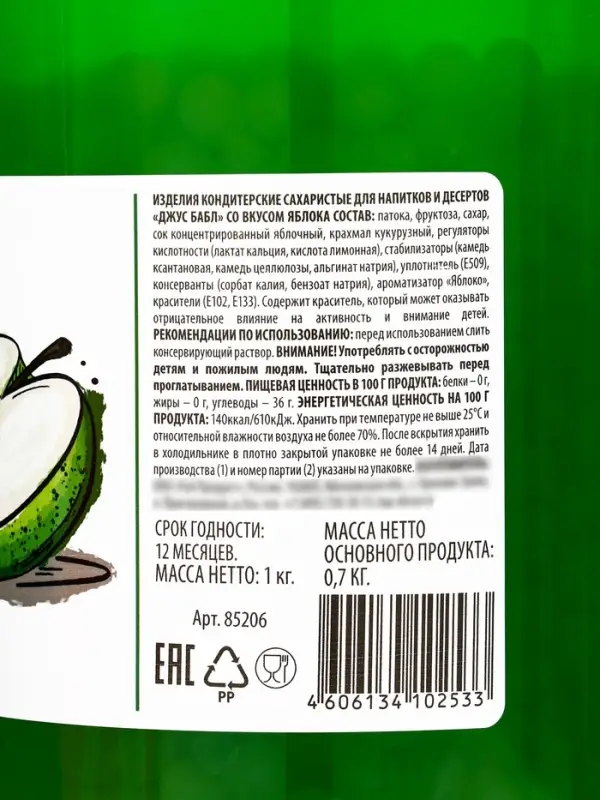 ИЗДЕЛИЯ КОНДИТЕРСКИЕ САХАРИСТЫЕ ДЛЯ НАПИТКОВ И ДЕСЕРТОВ
«ДЖУС БАБЛ» СО ВКУСОМ ЯБЛОКА СОСТАВ: патока, фруктоза, сахар,
сок концентрированный яблочный, крахмал кукурузный, регуляторы
кислотности (лактат кальция, кислота лимонная), стабилизаторы (камедь
ксантановая, камедь целлюлозы, альгинат натрия), уплотнитель (Е509),
консерванты (сорбат калия, бензоат натрия), ароматизатор «Яблоко»,
красители (Е102, Е133). Содержит краситель, который может оказывать
отрицательное влияние на активность и внимание детей.
РЕКОМЕНДАЦИИ ПО ИСПОЛЬЗОВАНИЮ: перед использованием слить
консервирующий раствор. ВНИМАНИЕ! Употреблять с осторожностью
детям и пожилым людям. Тщательно разжевывать перед
проглатыванием. ПИЩЕВАЯ ЦЕННОСТЬ В 100 Г ПРОДУКТА: белки – 0 г,
жиры – 0 г, углеводы – 36 г. ЭНЕРГЕТИЧЕСКАЯ ЦЕННОСТЬ НА 100 Г
ПРОДУКТА: 140ккал/610кДж. Хранить при температуре не выше 25°С и
относительной влажности воздуха не более 70%. После вскрытия хранить
в холодильнике в плотно закрытой упаковке не более 14 дней. Дата
производства (1) и номер партии (2) указаны на упаковке.
СРОК ГОДНОСТИ:
12 МЕСЯЦЕВ.
МАССА НЕТТО: 1 кг.
МАССА НЕТТО
ОСНОВНОГО ПРОДУКТА:
0,7 КГ.
Арт. 85206
EAC
PP
4 606134 102533